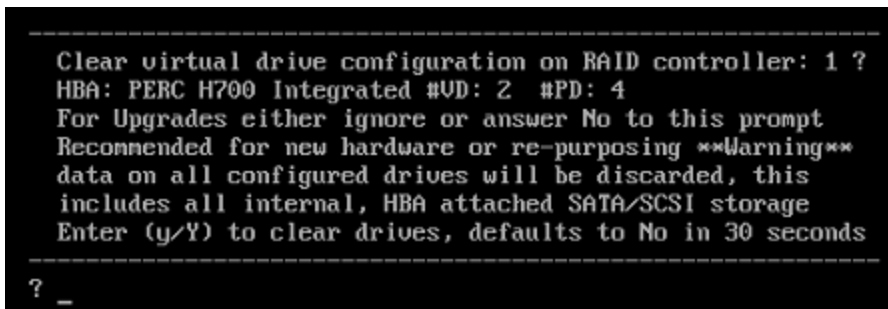 ------------------------------------------------------------
Clear virtual drive configuration on RAID controller: 1 ?
HBA: PERC H700 Integrated #VD: 2  #PD: 4
For Upgrades either ignore or answer No to this prompt
Recommended for new hardware or re-purposing **Warning**
data on all configured drives will be discarded, this
includes all internal, HBA attached SATA/SCSI storage
Enter (y/Y) to clear drives, defaults to No in 30 seconds
------------------------------------------------------------
? _